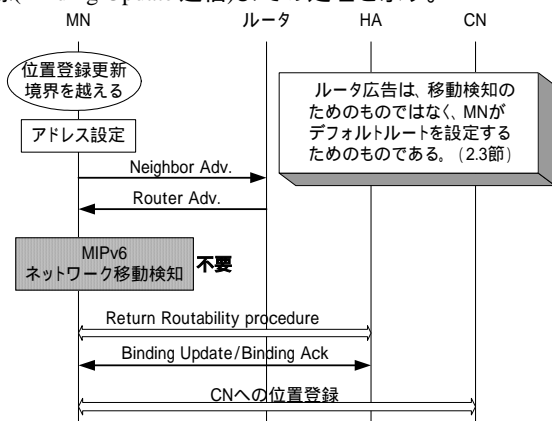 MN ルータ HA CN
位置登録更新
境界を越える
アドレス設定
ルータ広告は、移動検知の
ためのものではなく、MNが
デフォルトルートを設定する
ためのものである。(2.3節)
Neighbor Adv.
Router Adv.
MIPv6
ネットワーク移動検知
不要
Return Routability procedure
Binding Update/Binding Ack
CNへの位置登録